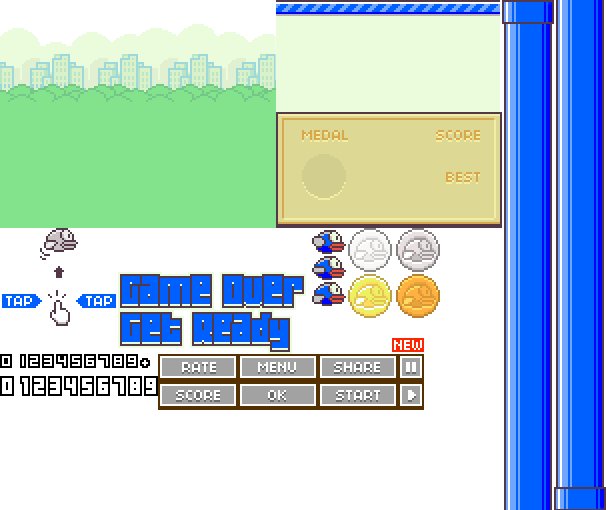 MEDAL SCORE
BEST
TAP TAP
Game Over
Get Ready
NEW
0 123456789+
RATE MENU SHARE
0 123456789
SCORE OK START